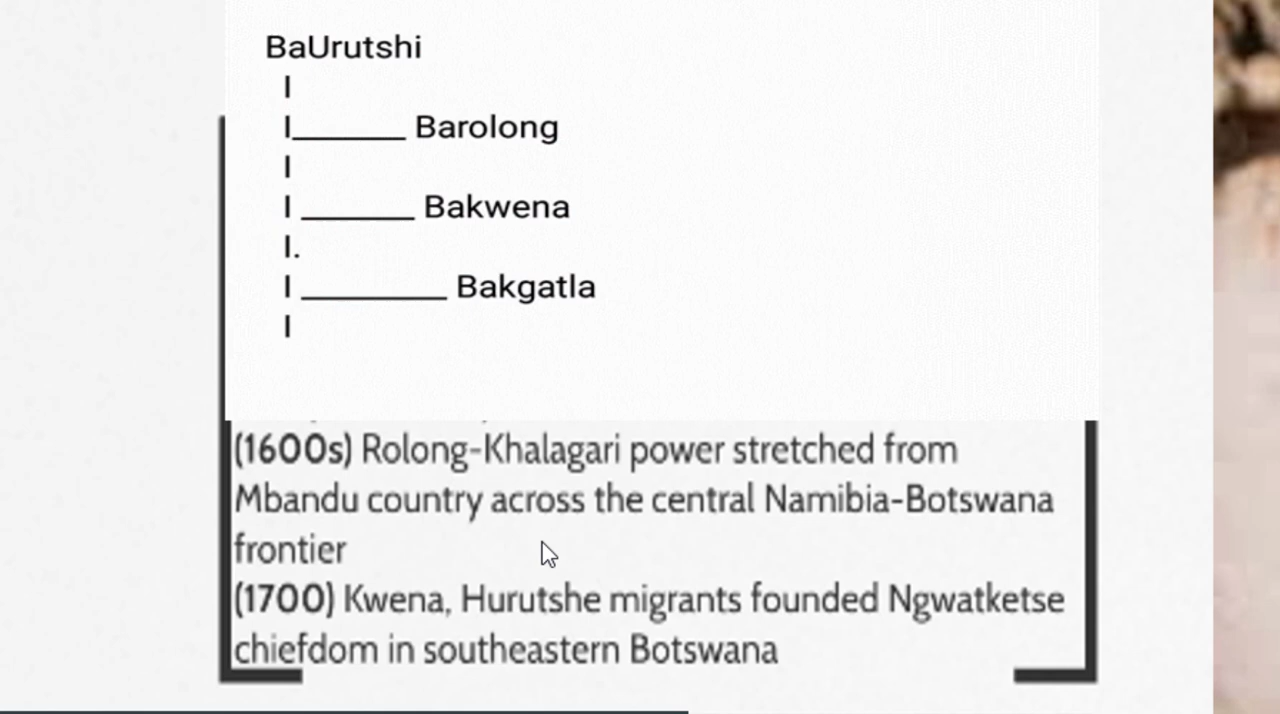 BaUrutshi
|
|_______ Barolong
|
| _______ Bakwena
|.
| _________ Bakgatla
|
(1600s) Rolong-Khalagari power stretched from
Mbandu country across the central Namibia-Botswana
frontier
(1700) Kwena, Hurutshe migrants founded Ngwatketse
chiefdom in southeastern Botswana